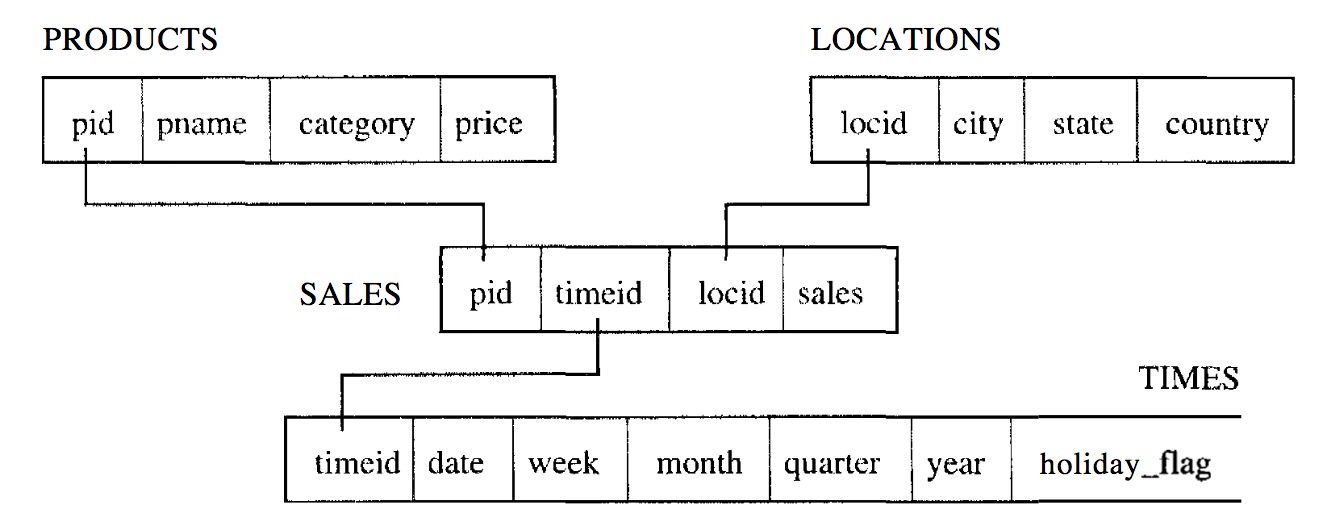 PRODUCTS LOCATIONS
pid pname category price locid city state country
SALES pid timeid locid sales
TIMES
timeid date week month quarter year holiday_flag